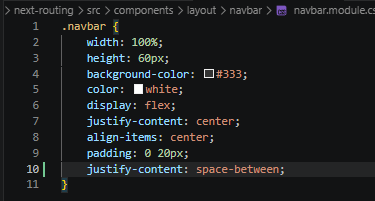 next-routing > src > components > layout > navbar > navbar.module.cs
1 .navbar {
2 width: 100%;
3 height: 60px;
4 background-color: #333;
5 color: white;
6 display: flex;
7 justify-content: center;
8 align-items: center;
9 padding: 0 20px;
10 justify-content: space-between;
11 }